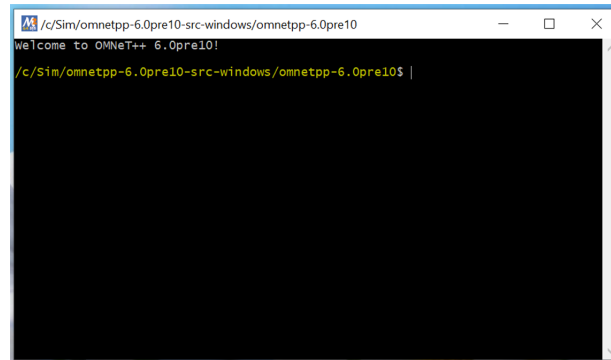 /c/Sim/omnetpp-6.0pre10-src-windows/omnetpp-6.0pre10
Welcome to OMNeT++ 6.0pre10!
/c/Sim/omnetpp-6.0pre10-src-windows/omnetpp-6.0pre10$